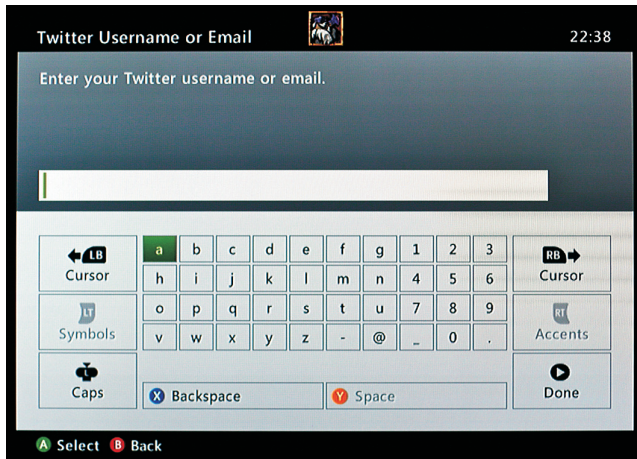 Twitter Username or Email 22:38
Enter your Twitter username or email.
LB a b c d e f g 1 2 3 RB
Cursor h i j k l m n 4 5 6 Cursor
LT o p q r s t u 7 8 9 RT
Symbols v w x y z - @ _ 0 . Accents
L
Caps X Backspace Y Space Done
A Select B Back